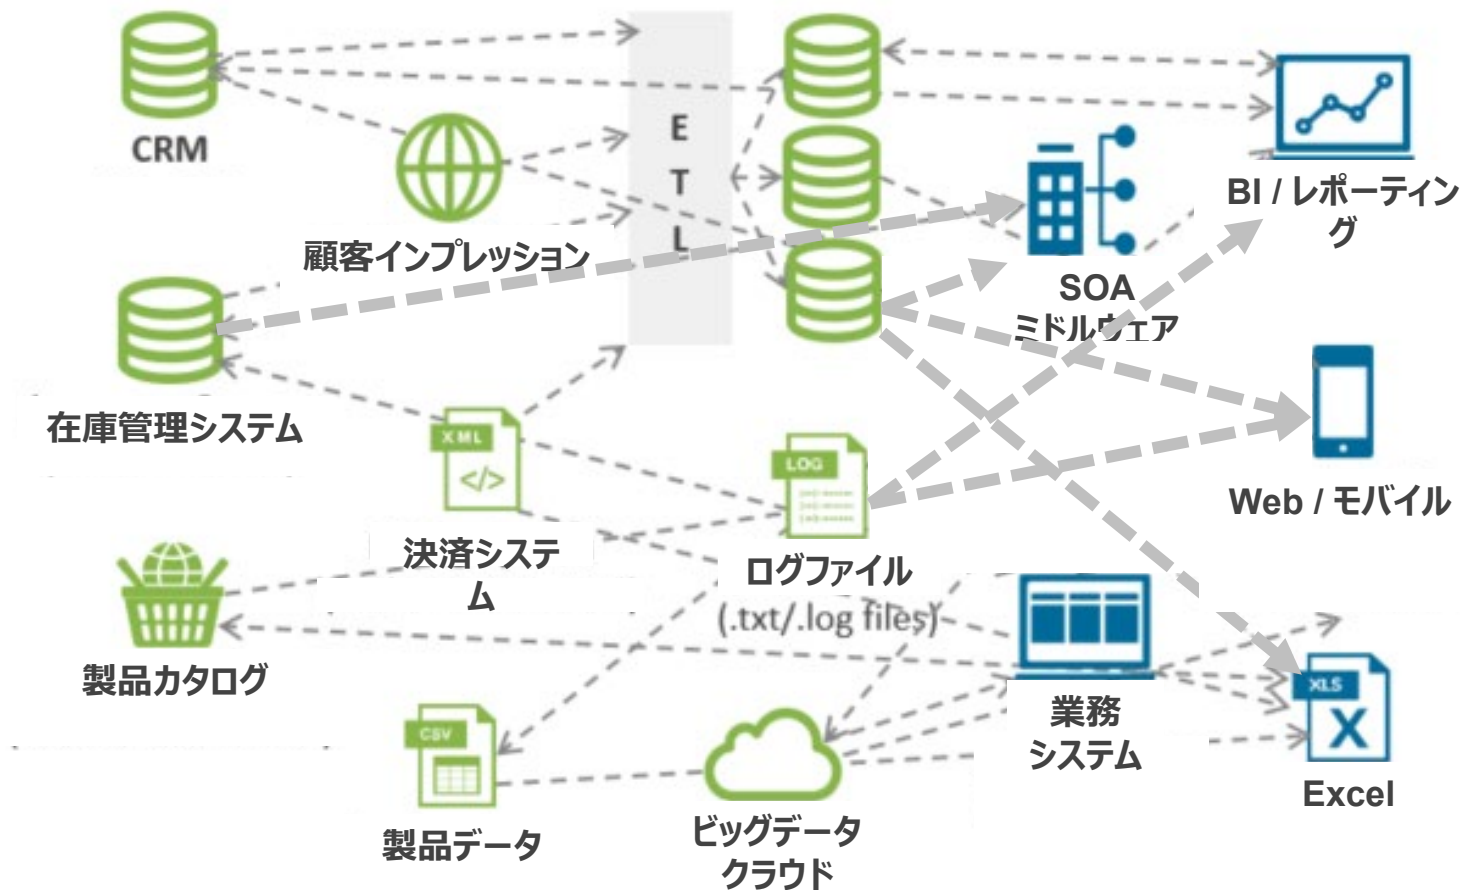 CRM
顧客インプレッション
E
T
L
SOA
ミドルウェア
BI / レポーティン
グ
在庫管理システム
XML
</>
決済システ
ム
LOG
ログファイル
(.txt/.log files)
Web / モバイル
製品カタログ
CSV
製品データ
ビッグデータ
クラウド
業務
システム
XLS
X
Excel